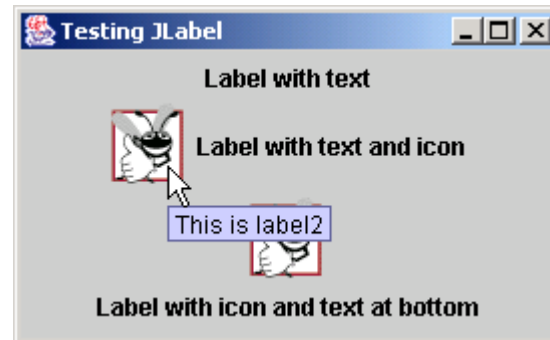 Testing JLabel
Label with text
Label with text and icon
This is label2
Label with icon and text at bottom